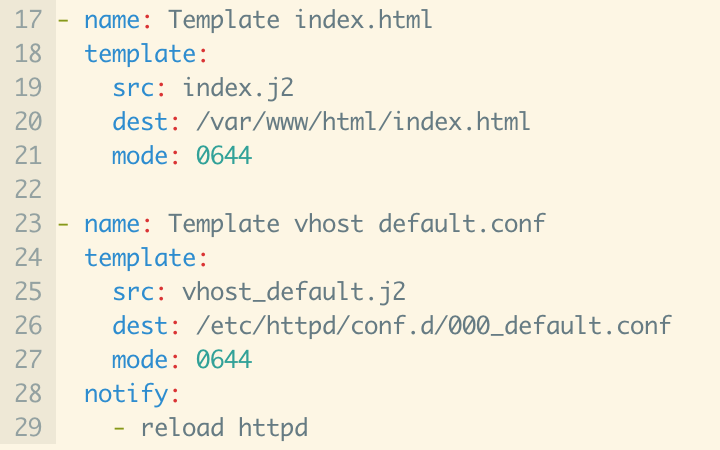 17 - name: Template index.html
18   template:
19     src: index.j2
20     dest: /var/www/html/index.html
21     mode: 0644
22
23 - name: Template vhost default.conf
24   template:
25     src: vhost_default.j2
26     dest: /etc/httpd/conf.d/000_default.conf
27     mode: 0644
28   notify:
29     - reload httpd